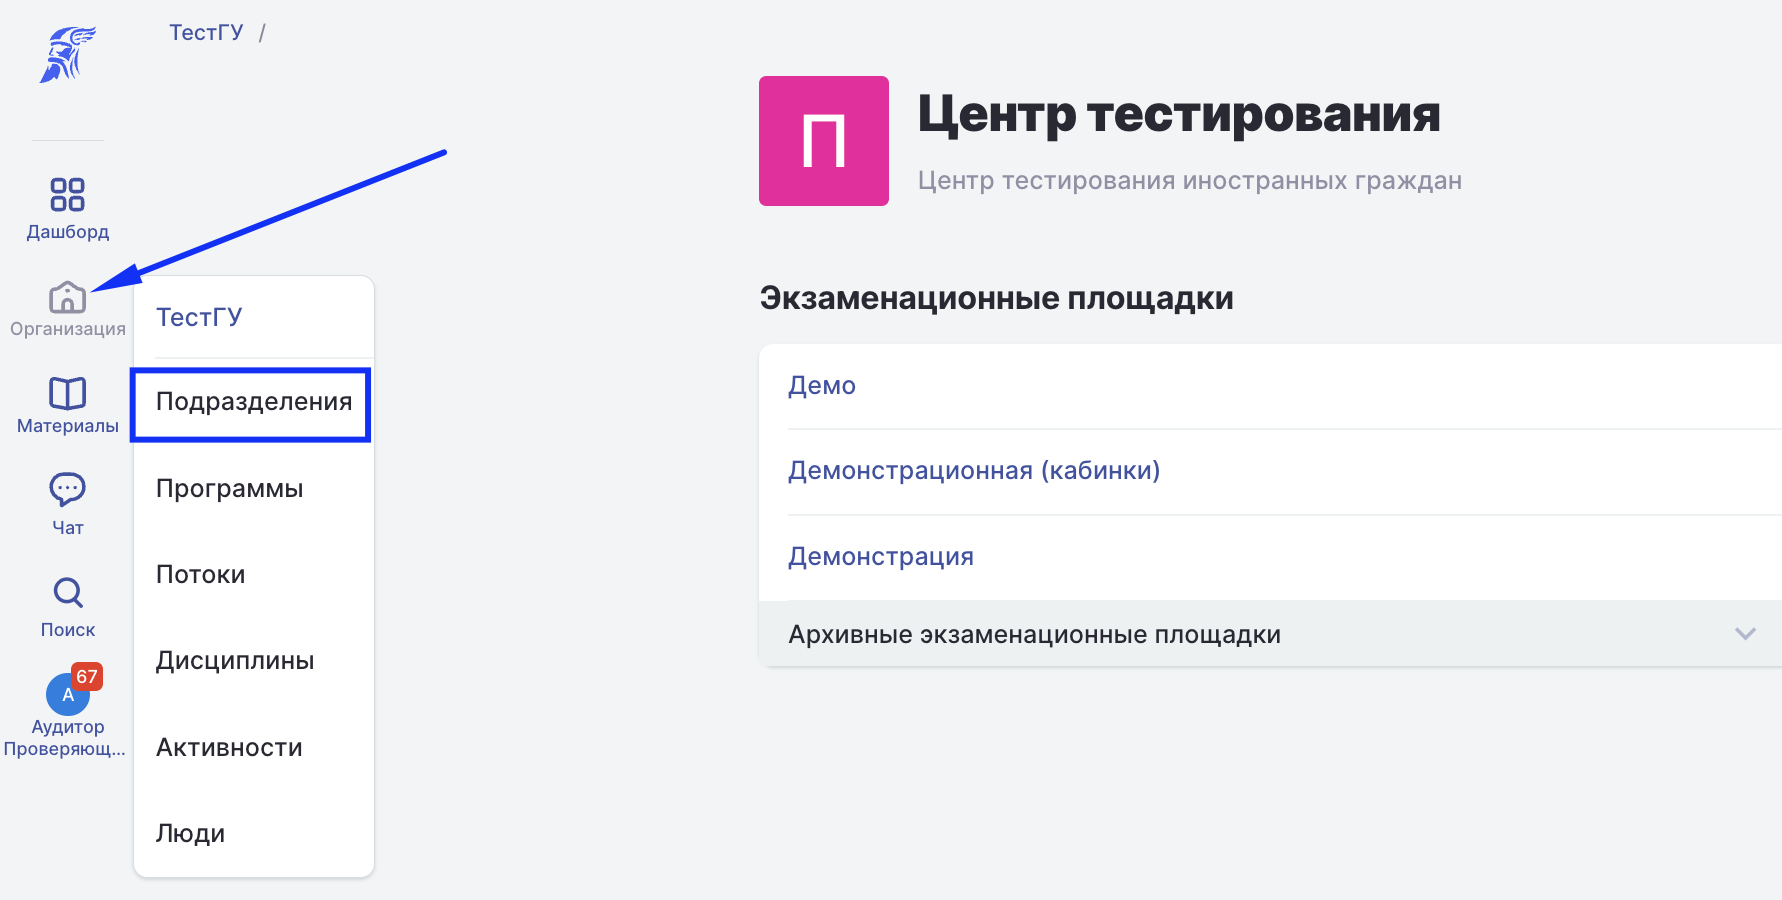 ТестГУ /
Дашборд
Организация
Материалы
Чат
Поиск
67
А
Аудитор
Проверяющ...
ТестГУ
Подразделения
Программы
Потоки
Дисциплины
Активности
Люди
П
Центр тестирования
Центр тестирования иностранных граждан
Экзаменационные площадки
Демо
Демонстрационная (кабинки)
Демонстрация
Архивные экзаменационные площадки